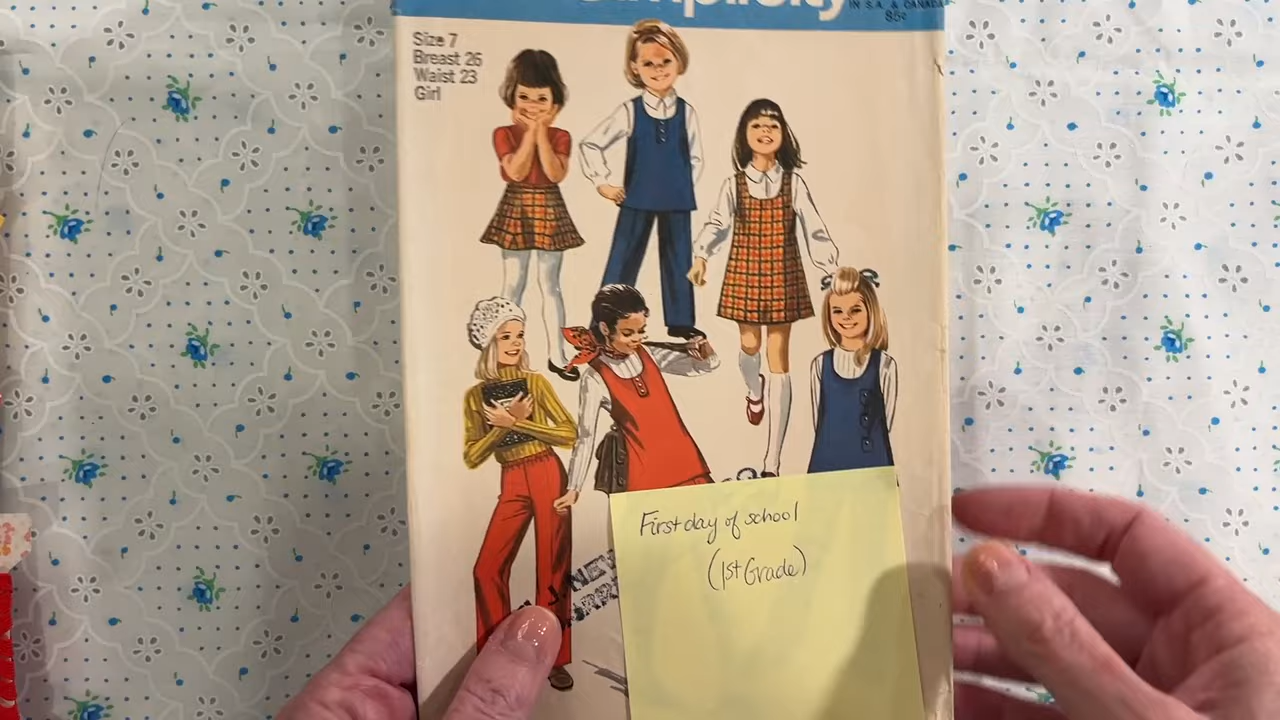 Simplicity
IN S.A. & CANADA
85¢
Size 7
Breast 26
Waist 23
Girl
First day of school
(1st Grade)